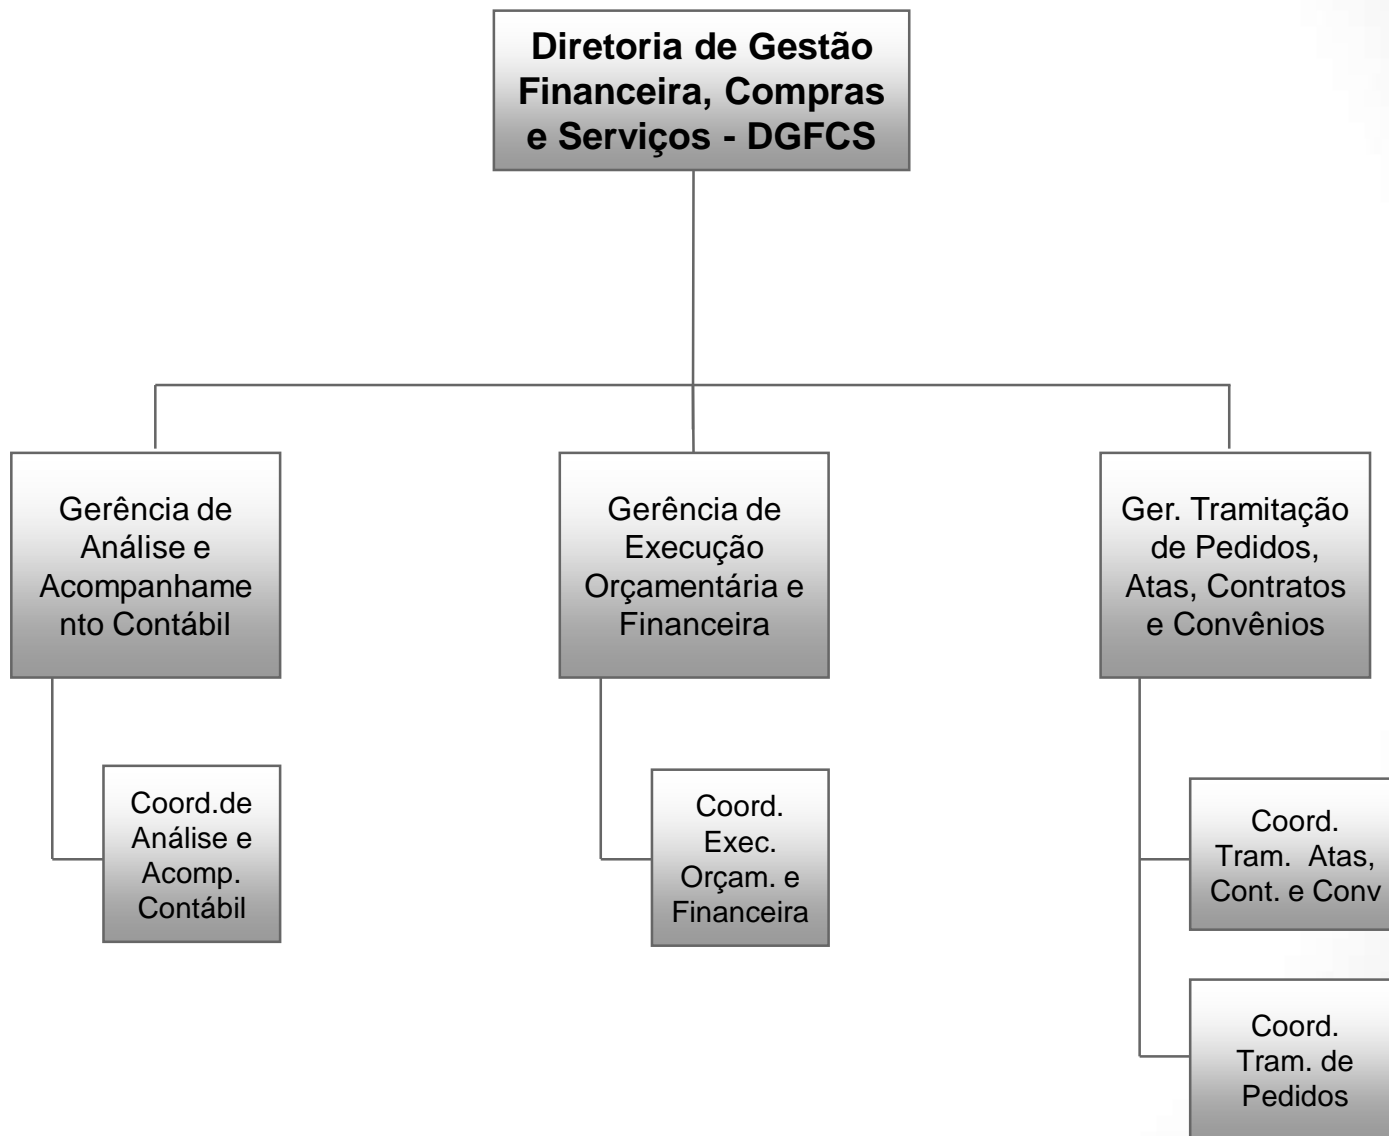 Diretoria de Gestão
Financeira, Compras
e Serviços - DGFCS
Gerência de
Análise e
Acompanhame
nto Contábil
Gerência de
Execução
Orçamentária e
Financeira
Ger. Tramitação
de Pedidos,
Atas, Contratos
e Convênios
Coord.de
Análise e
Acomp.
Contábil
Coord.
Exec.
Orçam. e
Financeira
Coord.
Tram. Atas,
Cont. e Conv
Coord.
Tram. de
Pedidos